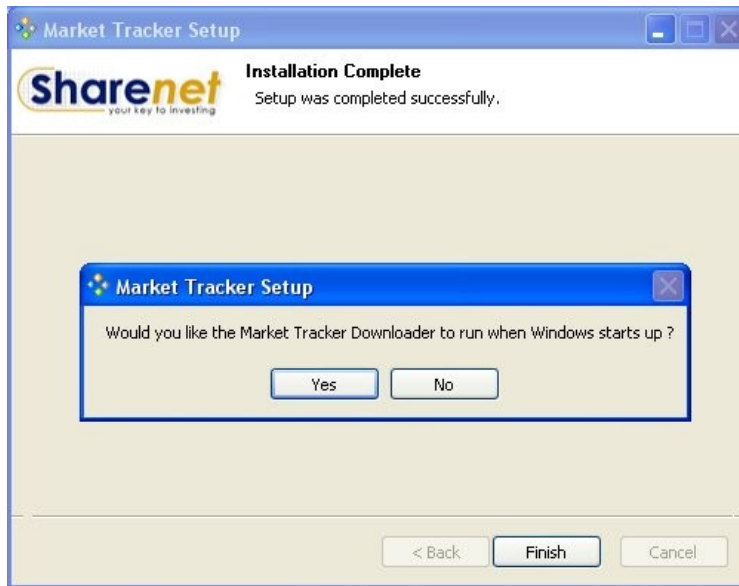 Market Tracker Setup
Sharenet
your key to investing
Installation Complete
Setup was completed successfully.
Market Tracker Setup
Would you like the Market Tracker Downloader to run when Windows starts up ?
Yes
No
< Back
Finish
Cancel